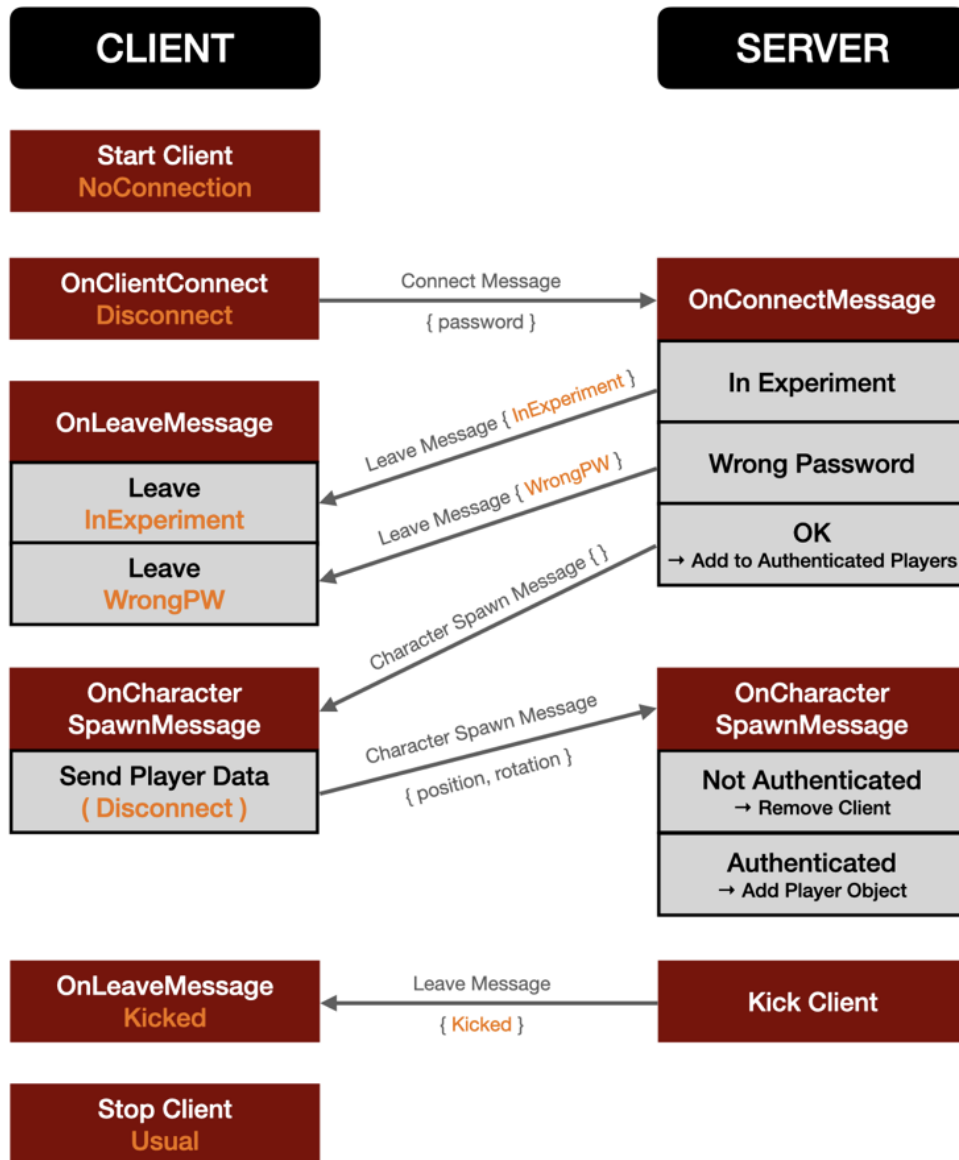 CLIENT
SERVER
Start Client
NoConnection
OnClientConnect
Disconnect
Connect Message
{ password }
OnConnectMessage
In Experiment
Wrong Password
OK
→ Add to Authenticated Players
OnLeaveMessage
Leave
InExperiment
Leave
WrongPW
Leave Message { InExperiment }
Leave Message { WrongPW }
Character Spawn Message { }
OnCharacter
SpawnMessage
Send Player Data
( Disconnect )
Character Spawn Message
{ position, rotation }
OnCharacter
SpawnMessage
Not Authenticated
→ Remove Client
Authenticated
→ Add Player Object
OnLeaveMessage
Kicked
Leave Message
{ Kicked }
Kick Client
Stop Client
Usual